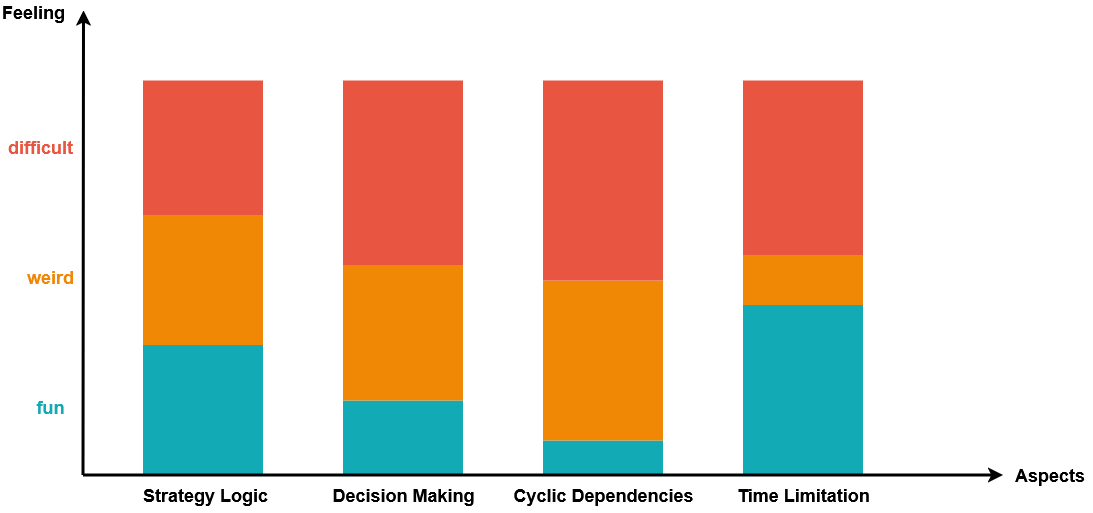 Feeling
difficult
weird
fun
Aspects
Strategy Logic
Decision Making
Cyclic Dependencies
Time Limitation